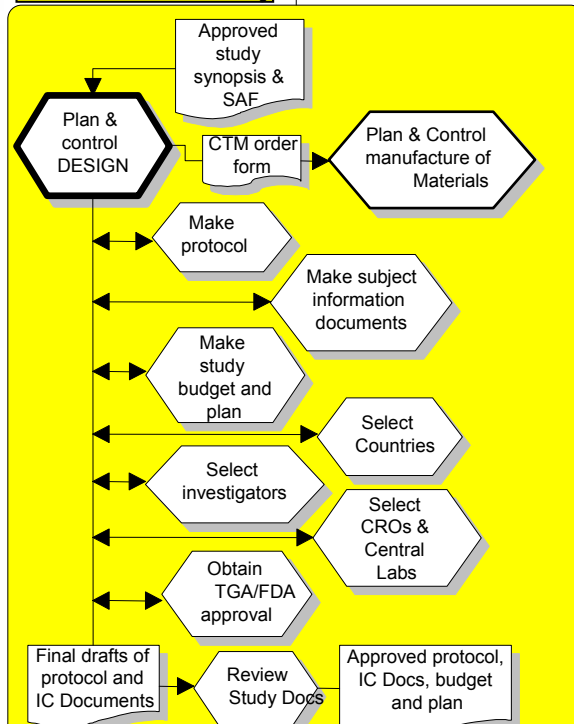 Approved
study
synopsis &
SAF
Plan &
control
DESIGN
CTM order
form
Plan & Control
manufacture of
Materials
Make
protocol
Make subject
information
documents
Make
study
budget and
plan
Select
Countries
Select
investigators
Select
CROs &
Central
Labs
Obtain
TGA/FDA
approval
Final drafts of
protocol and
IC Documents
Review
Study Docs
Approved protocol,
IC Docs, budget
and plan